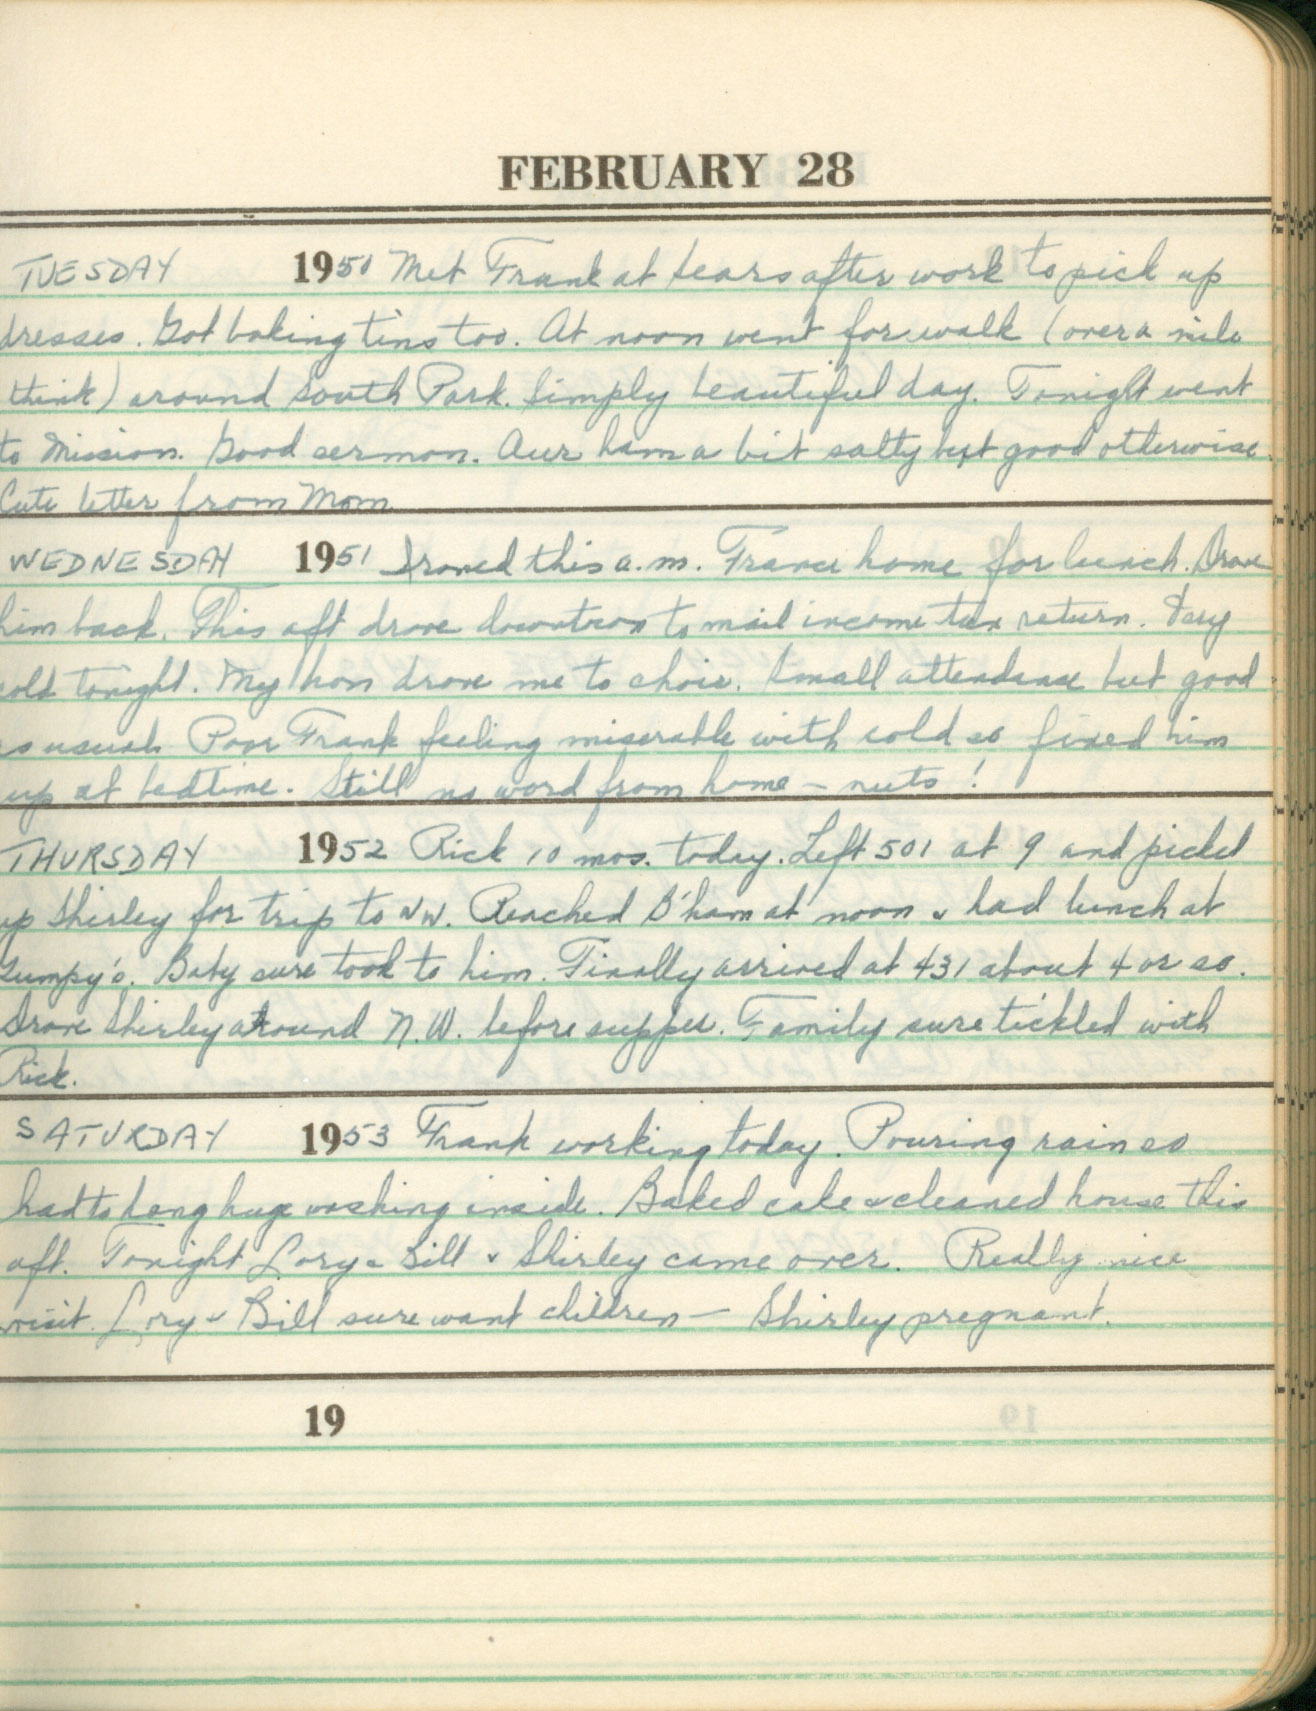 FEBRUARY 28
TUESDAY 1950 Met Frank at Sears after work to pick up
dresses. Got baking tins too. At noon went for walk (over a mile
think) around South Park. Simply beautiful day. Tonight went
to Mission. Good sermon. Our ham a bit salty but good otherwise.
Cute letter from Mom
WEDNESDAY 1951 Ironed this a.m. France home for lunch. Drove
him back. This aft drove downtown to mail income tax return. Very
cold tonight. My hon drove me to choir. Small attendance but good
as usual. Poor Frank feeling miserable with cold so fixed him
up at bedtime. Still no word from home – nuts!
THURSDAY 1952 Rick 10 mos. today. Left 501 at 9 and picked
up Shirley for trip to NW. Reached B'ham at noon & had lunch at
Gumpy's. Baby sure took to him. Finally arrived at 431 about 4 or so.
Drove Shirley around N.W. before supper. Family sure tickled with
Rick.
SATURDAY 1953 Frank working today. Pouring rain so
had to hang huge washing inside. Baked cake & cleaned house this
aft. Tonight Lory & Bill & Shirley came over. Really nice
visit. Lory & Bill sure want children – Shirley pregnant.
19